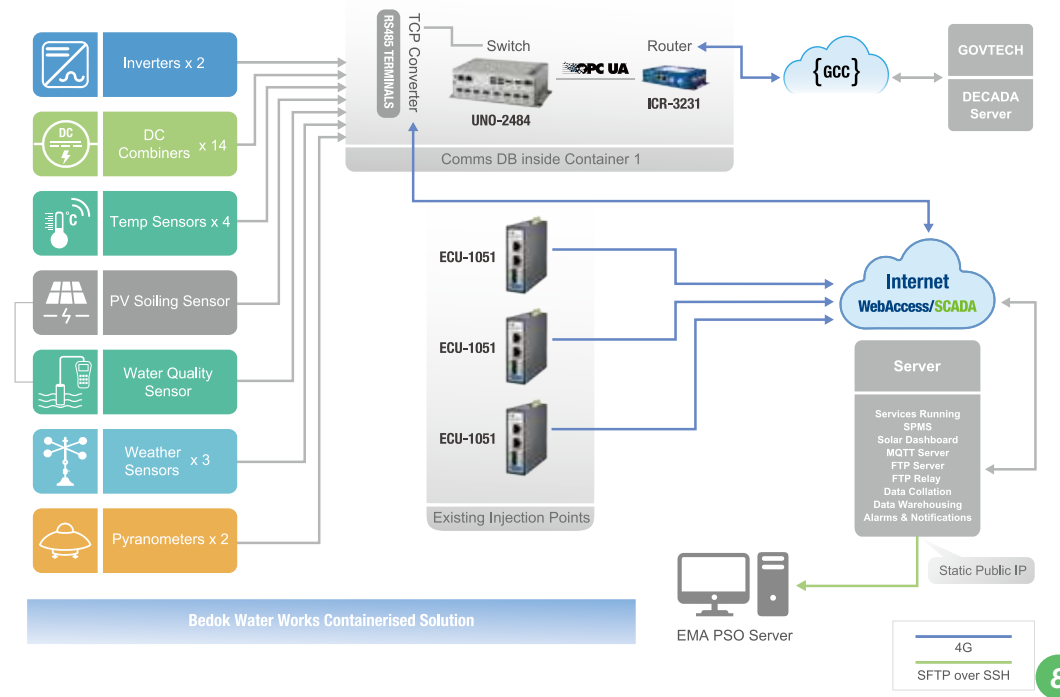 Inverters x 2
DC
DC
Combiners x 14
°C
Temp Sensors x 4
PV Soiling Sensor
Water Quality
Sensor
Weather
Sensors x 3
Pyranometers x 2
RS485 TERMINALS
TCP Converter
Switch
UNO-2484
OPC UA
Router
ICR-3231
Comms DB inside Container 1
{GCC}
GOVTECH
DECADA
Server
ECU-1051
ECU-1051
ECU-1051
Existing Injection Points
Internet
WebAccess/SCADA
Server
Services Running
SPMS
Solar Dashboard
MQTT Server
FTP Server
FTP Relay
Data Collation
Data Warehousing
Alarms & Notifications
Static Public IP
EMA PSO Server
Bedok Water Works Containerised Solution
4G
SFTP over SSH
8